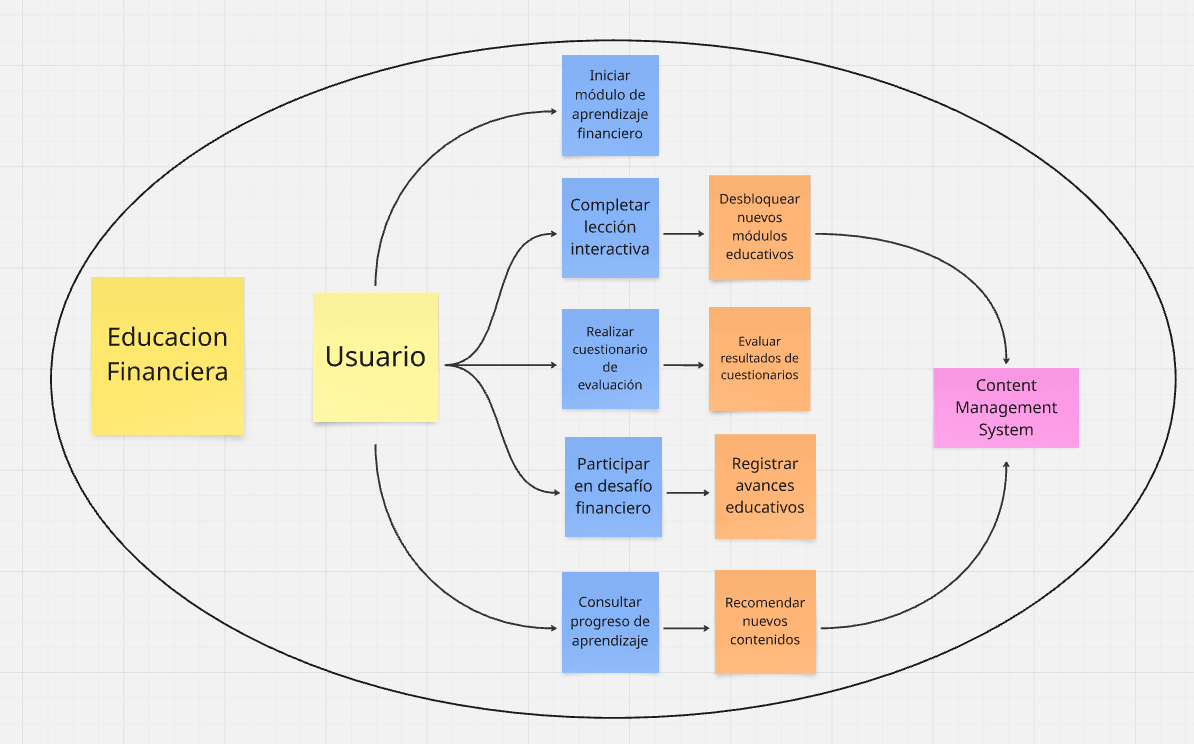 Iniciar
módulo de
aprendizaje
financiero
Completar
lección
interactiva
Desbloquear
nuevos
módulos
educativos
Educacion
Financiera
Usuario
Realizar
cuestionario
de
evaluación
Evaluar
resultados de
cuestionarios
Content
Management
System
Participar
en desafío
financiero
Registrar
avances
educativos
Consultar
progreso de
aprendizaje
Recomendar
nuevos
contenidos